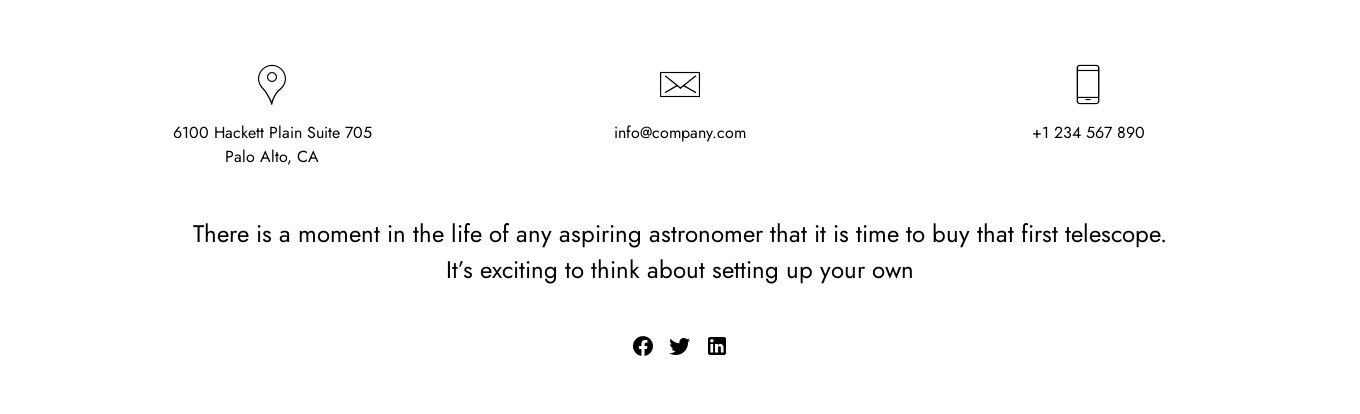 6100 Hackett Plain Suite 705
Palo Alto, CA
info@company.com
+1 234 567 890
There is a moment in the life of any aspiring astronomer that it is time to buy that first telescope.
It’s exciting to think about setting up your own